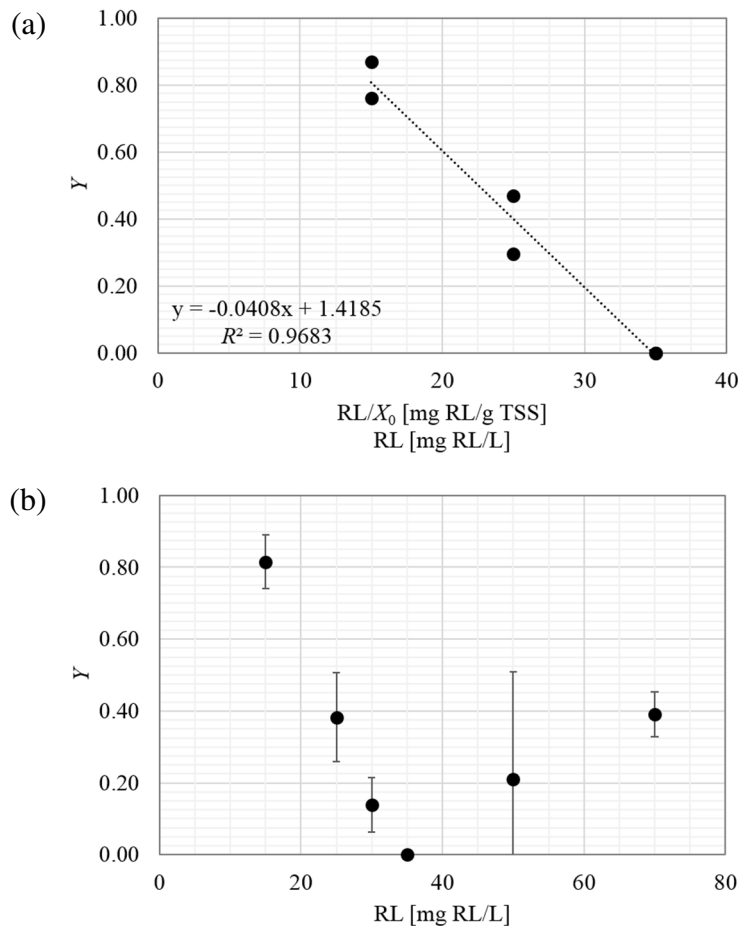 (a)
1.00
0.80
0.60
Y
0.40
0.20
y = -0.0408x + 1.4185
R² = 0.9683
0.00
0 10 20 30 40
RL/X₀ [mg RL/g TSS]
RL [mg RL/L]
(b)
1.00
0.80
0.60
Y
0.40
0.20
0.00
0 20 40 60 80
RL [mg RL/L]